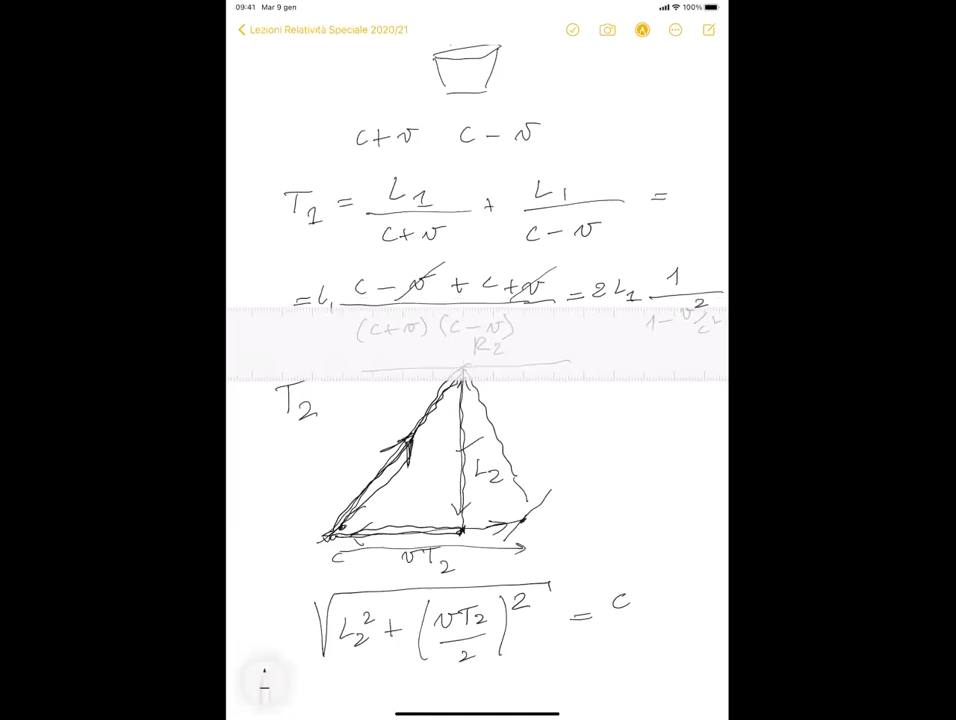 09:41 Mar 9 gen 100%
Lezioni Relatività Speciale 2020/21
c+v c-v
T₁ = L₁/(c+v) + L₁/(c-v) =
= L₁ (c-v+c+v)/((c+v)(c-v)) = 2L₁ 1/(1-v²/c²)
R₂
T₂
L₂
c
vT₂
√(L₂² + (vT₂/2)²) = c